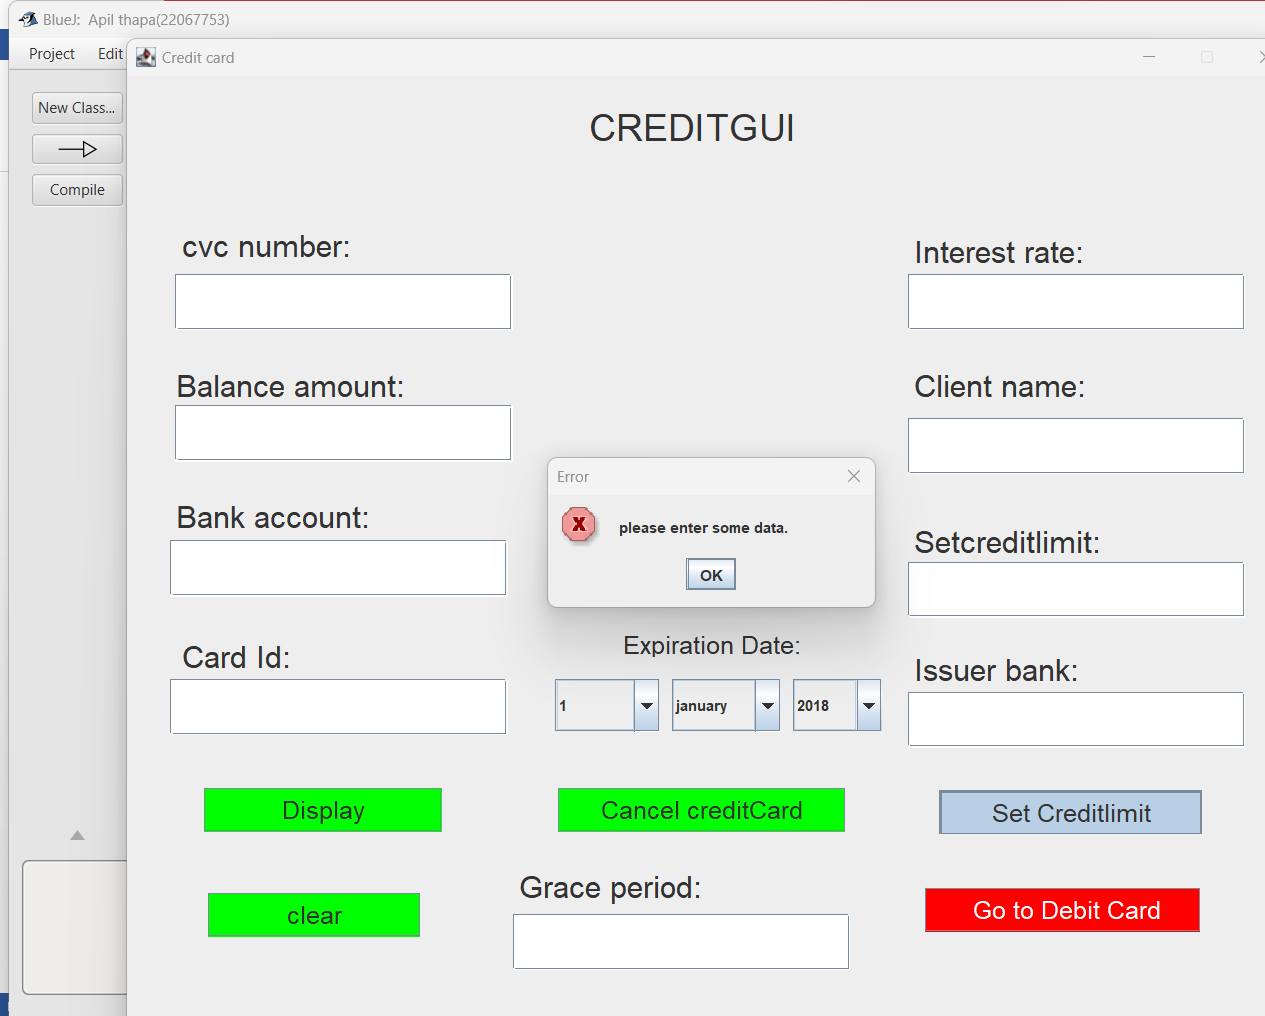 BlueJ: Apil thapa(22067753)
Project Edit
Credit card
New Class...
Compile
CREDITGUI
cvc number:
Interest rate:
Balance amount:
Client name:
Error
please enter some data.
OK
Bank account:
Setcreditlimit:
Card Id:
Expiration Date:
1 january 2018
Issuer bank:
Display
Cancel creditCard
Set Creditlimit
clear
Grace period:
Go to Debit Card